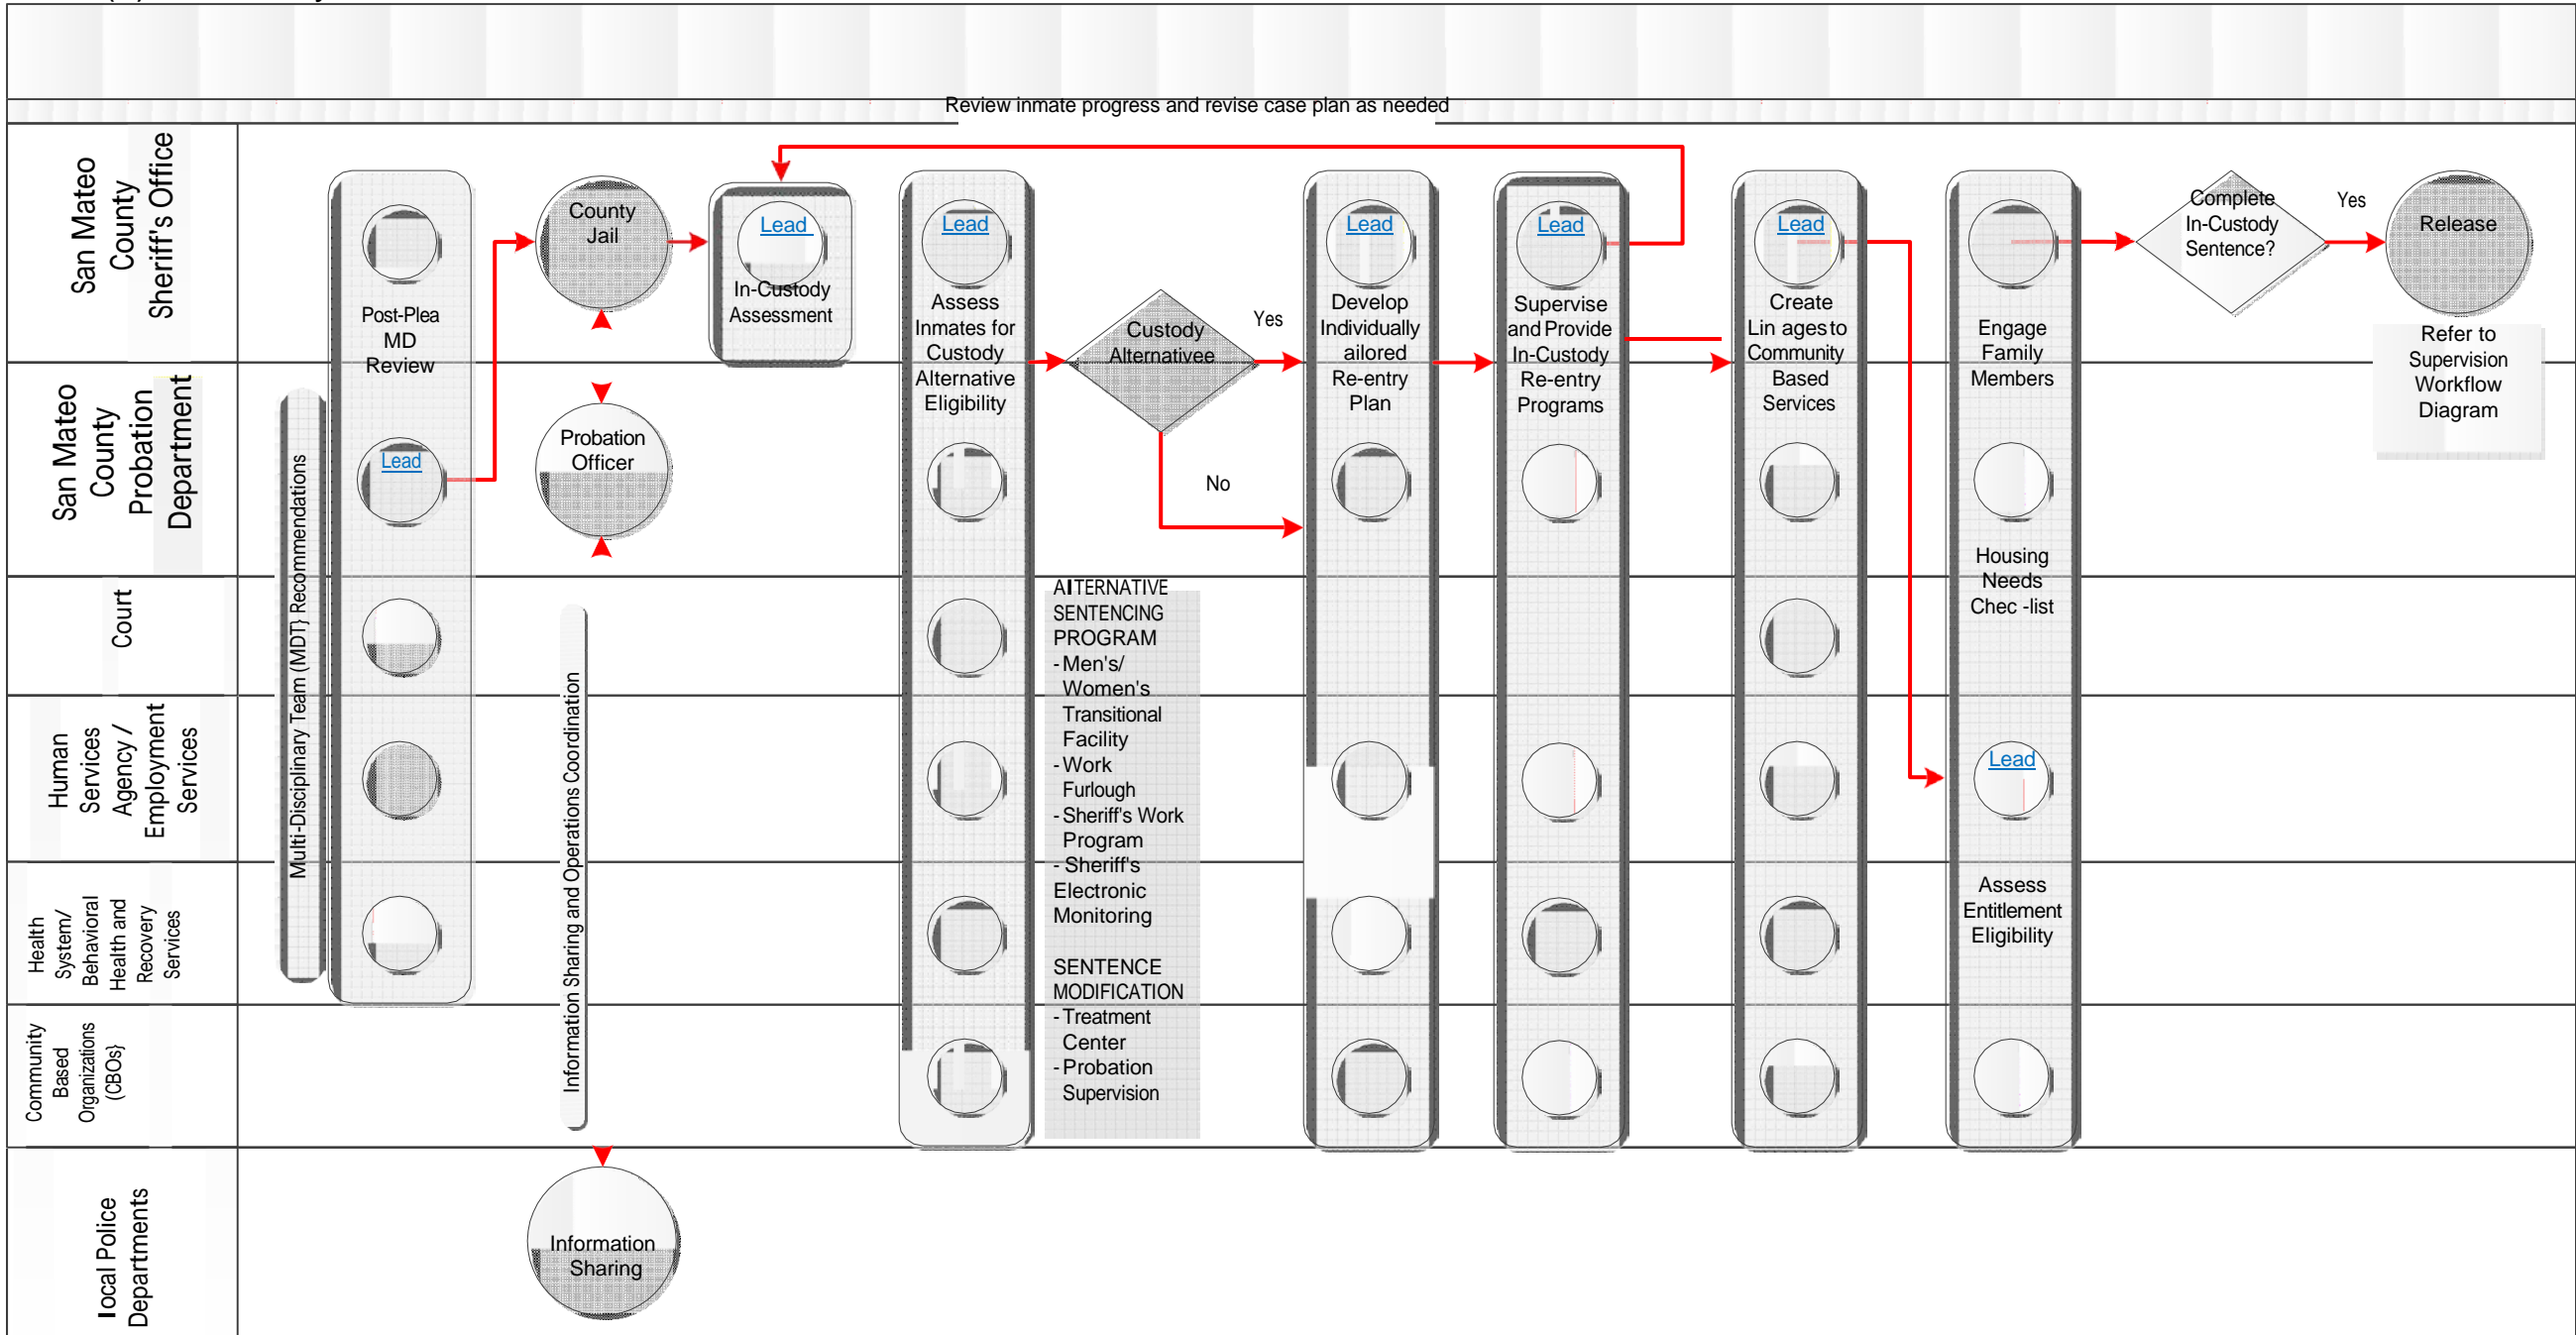 Review inmate progress and revise case plan as needed
San Mateo
County
Sheriff's Office
San Mateo
County
Probation
Department
Court
Human
Services
Agency /
Employment
Services
Health
System/
Behavioral
Health and
Recovery
Services
Community
Based
Organizations
(CBOs}
local Police
Departments
Multi-Disciplinary Team (MDT} Recommendations
Post-Plea
MD
Review
Lead
County
Jail
Probation
Officer
Information Sharing and Operations Coordination
Information
Sharing
Lead
In-Custody
Assessment
Lead
Assess
Inmates for
Custody
Alternative
Eligibility
Custody
Alternativee
Yes
No
AITERNATIVE
SENTENCING
PROGRAM
- Men's/
Women's
Transitional
Facility
- Work
Furlough
- Sheriff's Work
Program
- Sheriff's
Electronic
Monitoring
SENTENCE
MODIFICATION
- Treatment
Center
- Probation
Supervision
Lead
Develop
Individually
ailored
Re-entry
Plan
Lead
Supervise
and Provide
In-Custody
Re-entry
Programs
Lead
Create
Lin ages to
Community
Based
Services
Engage
Family
Members
Housing
Needs
Chec -list
Lead
Assess
Entitlement
Eligibility
Complete
In-Custody
Sentence?
Yes
Release
Refer to
Supervision
Workflow
Diagram